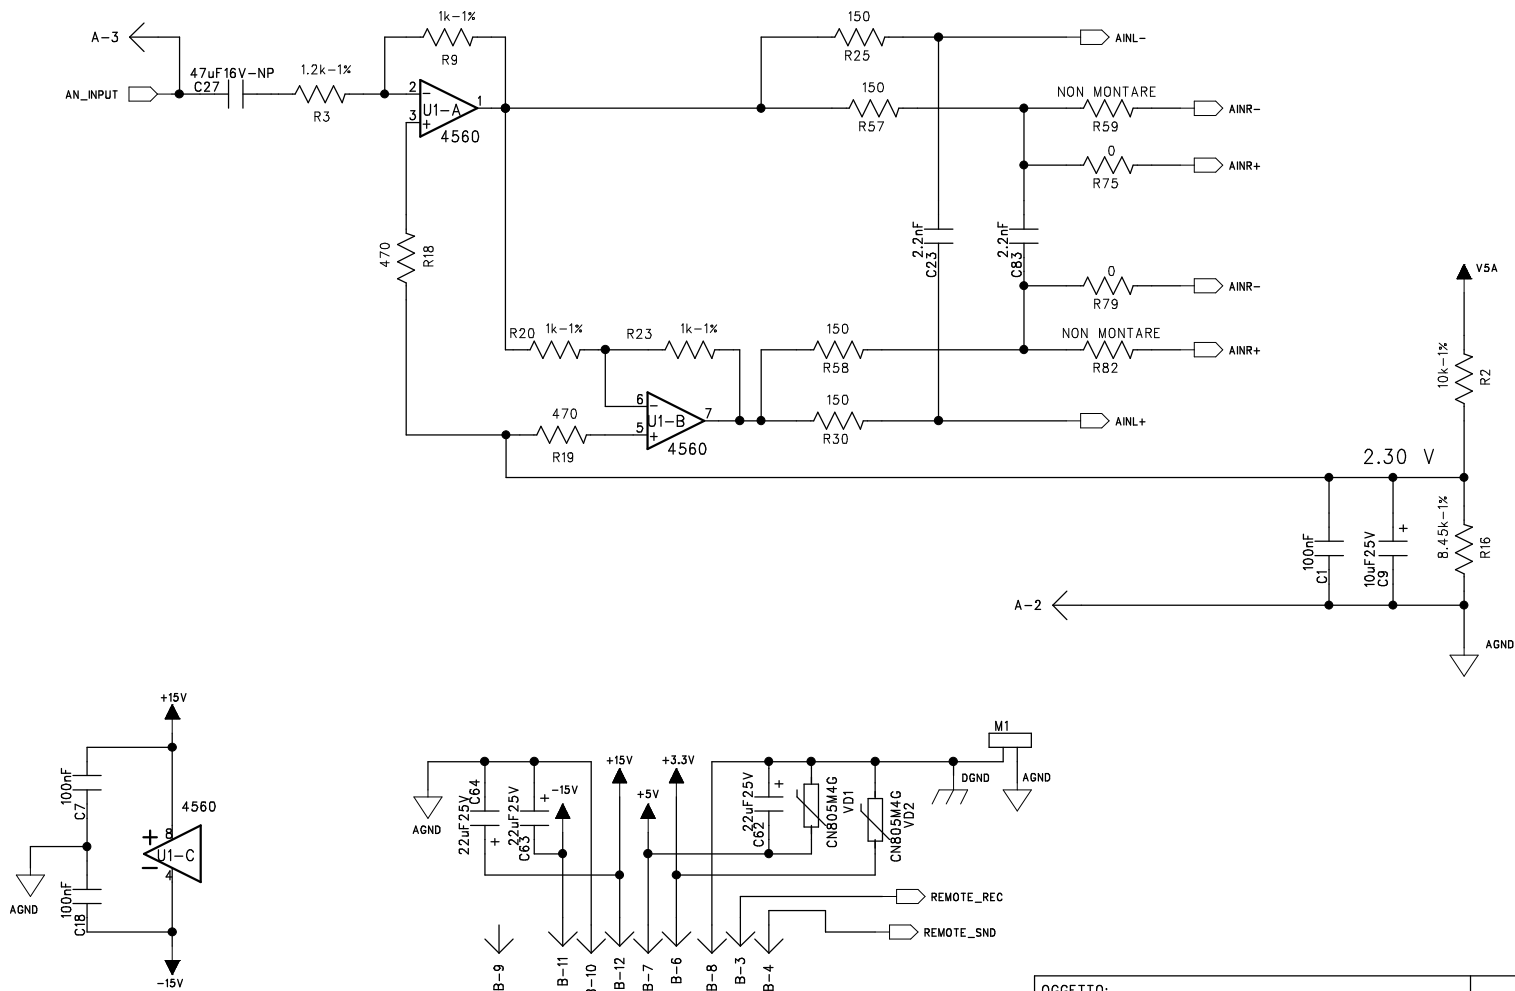 1k-1%
150
A-3
R9
R25
AINL-
47uF16V-NP
1.2k-1%
C27
AN_INPUT
R3
2
-
U1-A
1
3
+
4560
150
R57
NON MONTARE
R59
AINR-
0
R75
AINR+
470
R18
2.2nF
C23
2.2nF
C83
0
R79
AINR-
V5A
R20
1k-1%
R23
1k-1%
150
R58
NON MONTARE
R82
AINR+
10k-1%
R2
6
-
U1-B
7
5
+
4560
470
R19
150
R30
AINL+
2.30 V
100nF
C1
10uF25V
C9
+
8.45k-1%
R16
A-2
AGND
+15V
100nF
C7
4560
+
8
U1-C
-
4
AGND
100nF
C18
-15V
M1
AGND
22uF25V
C64
+
22uF25V
C63
+
-15V
+15V
+5V
+3.3V
22uF25V
C62
+
CN805M4G
VD1
CN805M4G
VD2
DGND
AGND
REMOTE_REC
REMOTE_SND
B-9
B-11
B-10
B-12
B-7
B-6
B-8
B-3
B-4
OGGETTO: